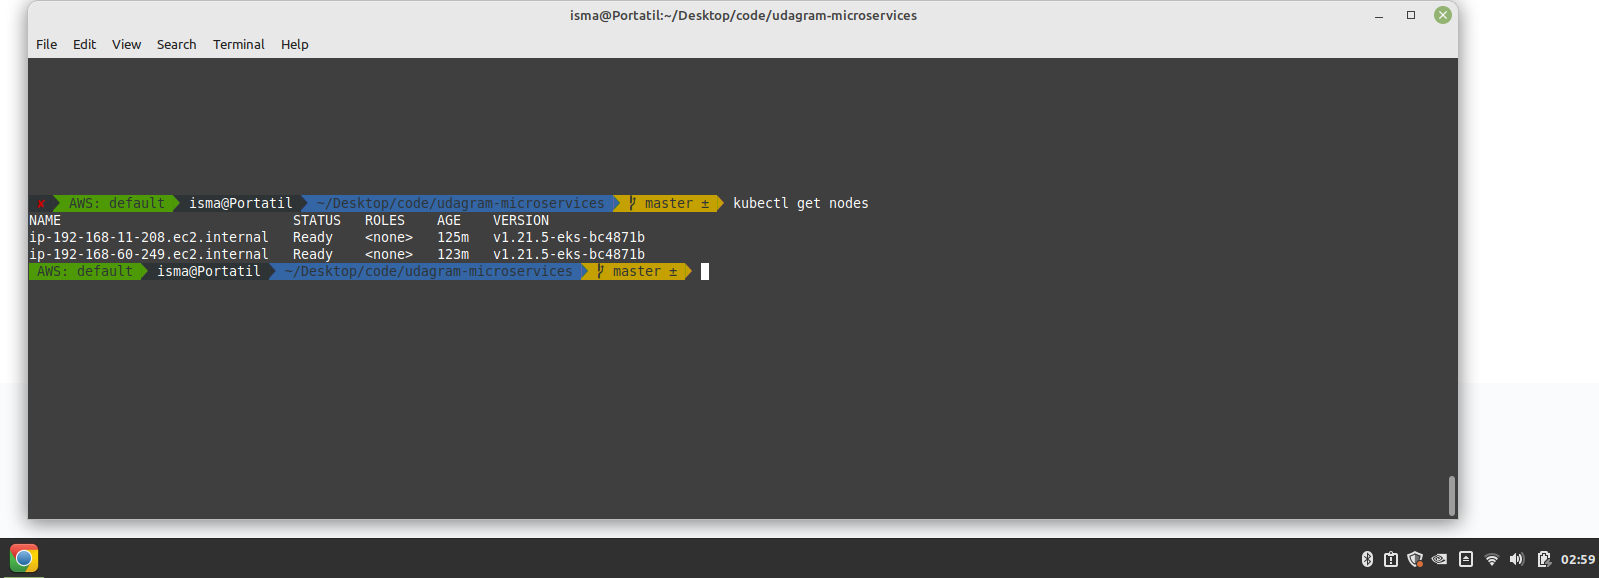 isma@Portatil:~/Desktop/code/udagram-microservices
File Edit View Search Terminal Help
✘ AWS: default isma@Portatil ~/Desktop/code/udagram-microservices master ± kubectl get nodes
NAME STATUS ROLES AGE VERSION
ip-192-168-11-208.ec2.internal Ready <none> 125m v1.21.5-eks-bc4871b
ip-192-168-60-249.ec2.internal Ready <none> 123m v1.21.5-eks-bc4871b
AWS: default isma@Portatil ~/Desktop/code/udagram-microservices master ±
02:59